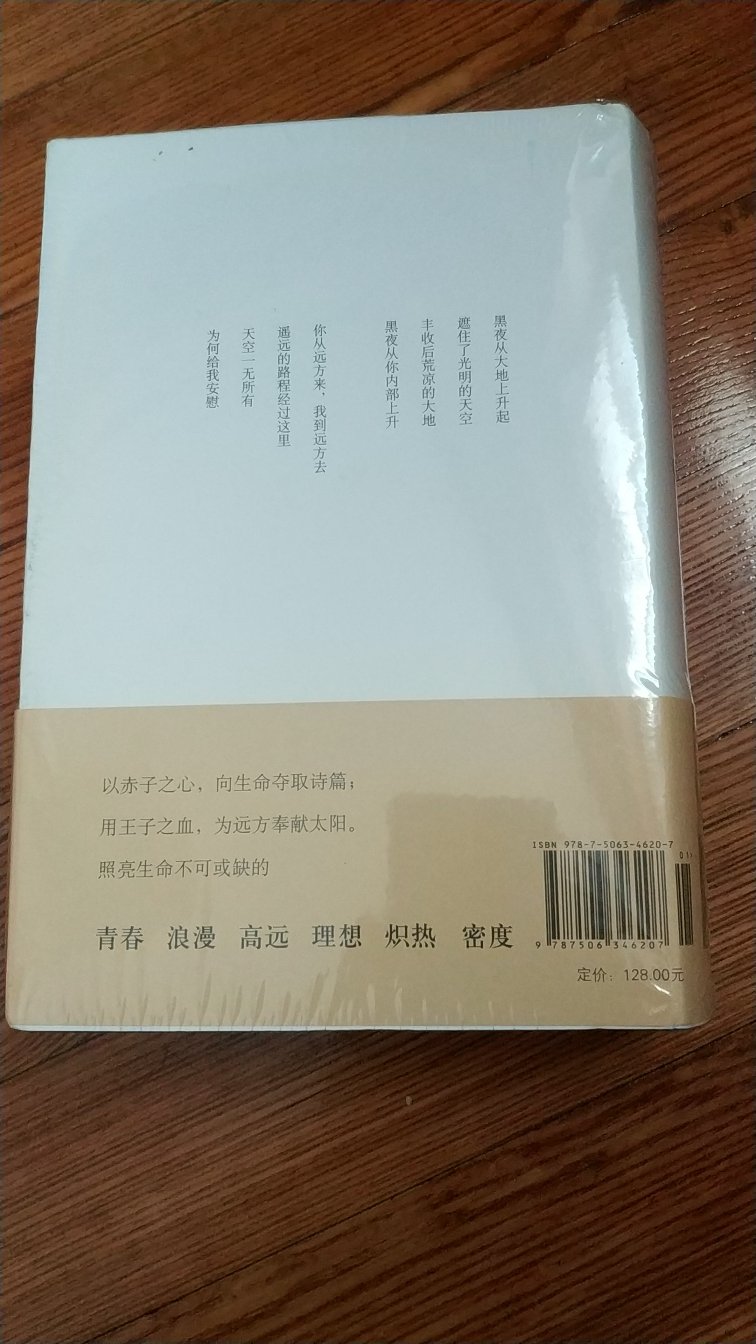 黑夜从大地上升起
遮住了光明的天空
丰收后荒凉的大地
黑夜从你内部上升
你从远方来，我到远方去
遥远的路程经过这里
天空一无所有
为何给我安慰
以赤子之心，向生命夺取诗篇；
用王子之血，为远方奉献太阳。
照亮生命不可或缺的
青春 浪漫 高远 理想 炽热 密度
ISBN 978-7-5063-4620-7
01>
9 787506 346207
定价：128.00元